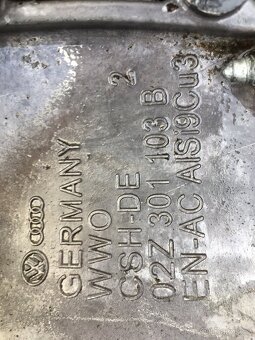 GERMANY
WWO
CSH-DE 2
02Z 301 103 B
EN-AC AlSi9Cu3